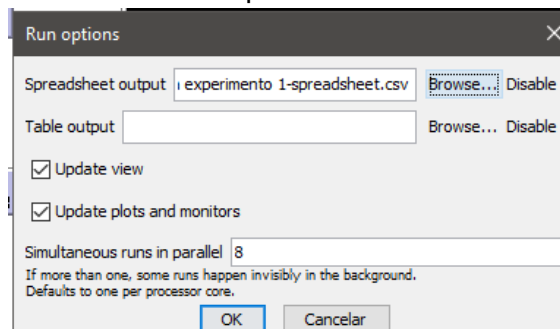 Run options
Spreadsheet output experimento 1-spreadsheet.csv Browse... Disable
Table output Browse... Disable
Update view
Update plots and monitors
Simultaneous runs in parallel 8
If more than one, some runs happen invisibly in the background.
Defaults to one per processor core.
OK Cancelar